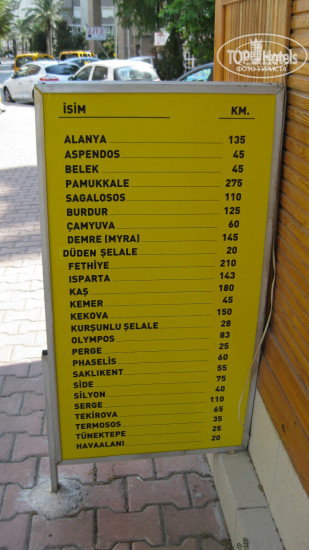 TOPHotels
ФОТО ТУРИСТА
İSİM KM.
ALANYA 135
ASPENDOS 45
BELEK 45
PAMUKKALE 275
SAGALOSOS 110
BURDUR 125
ÇAMYUVA 60
DEMRE (MYRA) 145
DÜDEN ŞELALE 20
FETHİYE 210
ISPARTA 143
KAŞ 180
KEMER 45
KEKOVA 150
KURŞUNLU ŞELALE 28
OLYMPOS 83
PERGE 25
PHASELİS 60
SAKLIKENT 55
SİDE 75
SİLYON 40
SERGE 110
TEKİROVA 65
TERMOSOS 35
TÜNEKTEPE 25
HAVAALANI 20